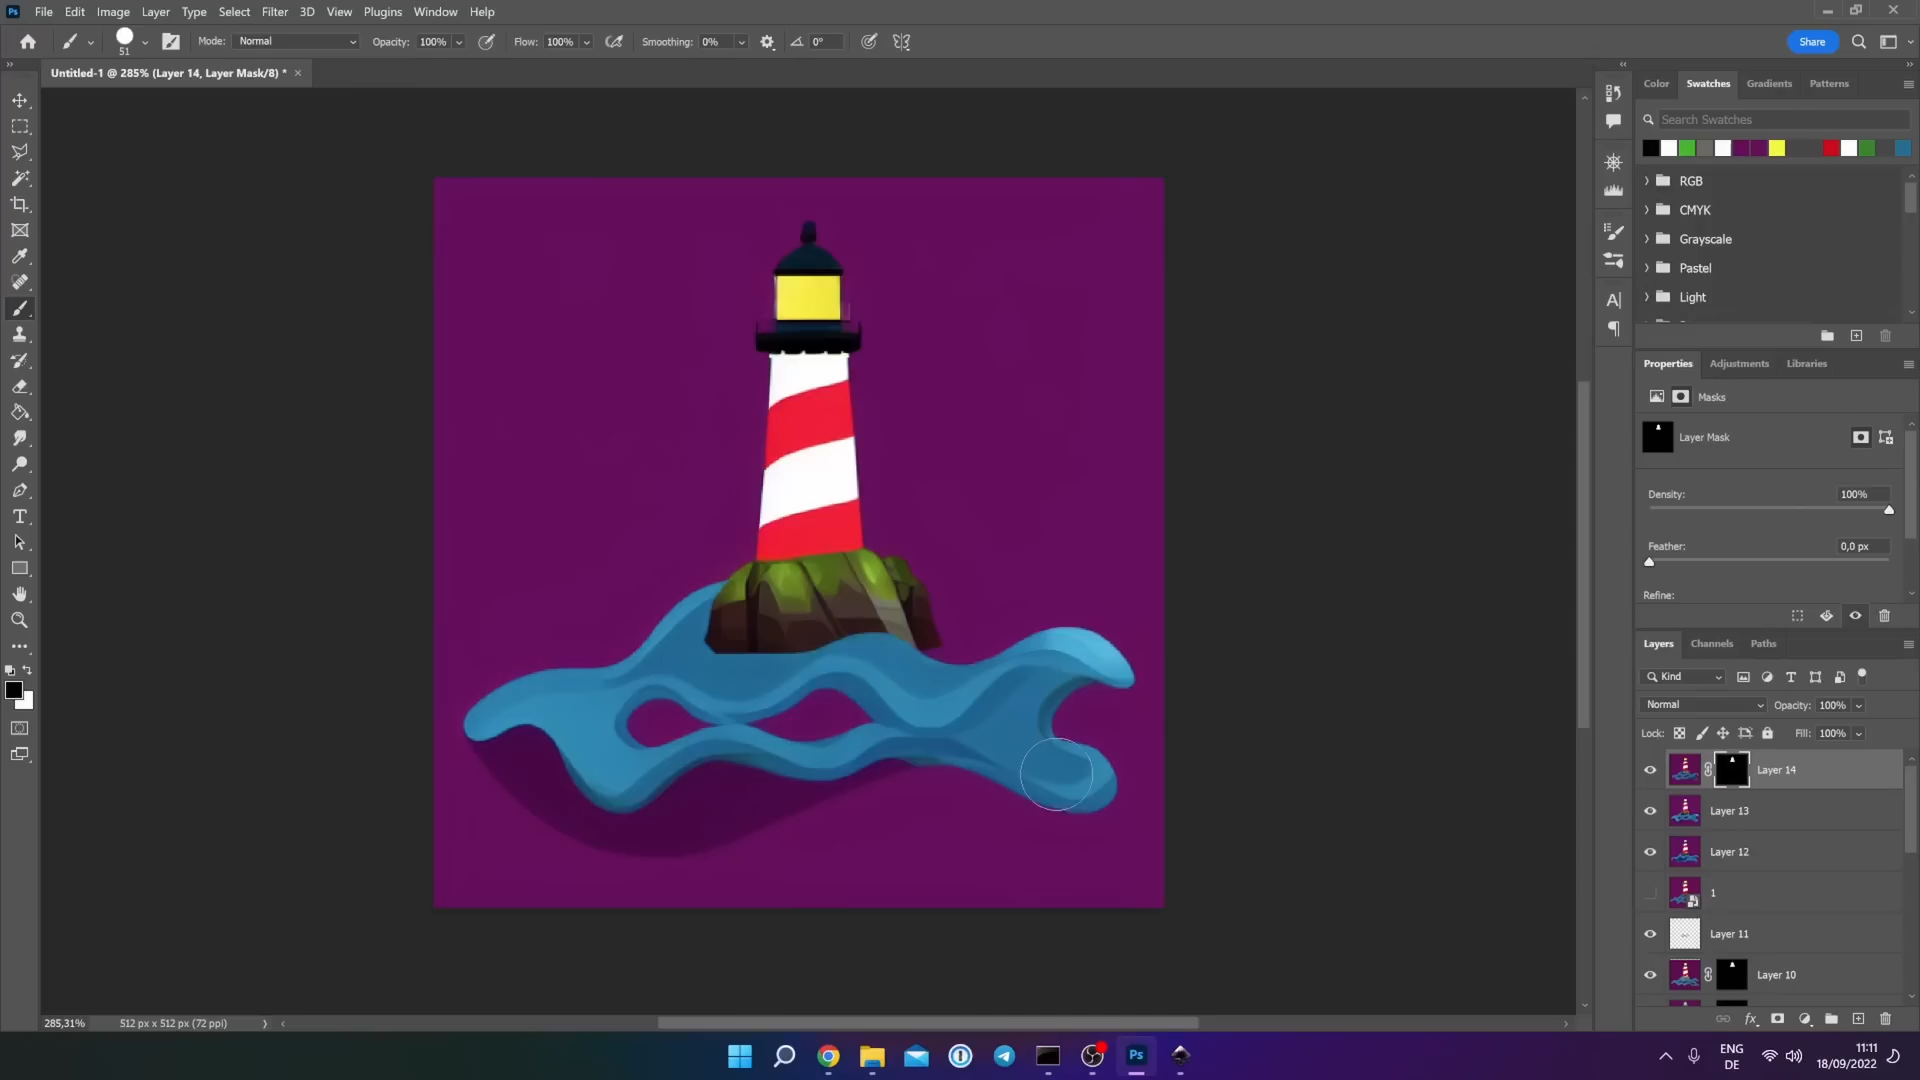 Ps File Edit Image Layer Type Select Filter 3D View Plugins Window Help
51 Mode: Normal Opacity: 100% Flow: 100% Smoothing: 0% 0° Share
Untitled-1 @ 285% (Layer 14, Layer Mask/8) * ×
Color Swatches Gradients Patterns
Search Swatches
RGB
CMYK
Grayscale
Pastel
Light
Properties Adjustments Libraries
Masks
Layer Mask
Density: 100%
Feather: 0,0 px
Refine:
Layers Channels Paths
Kind
Normal Opacity: 100%
Lock: Fill: 100%
Layer 14
Layer 13
Layer 12
1
Layer 11
Layer 10
fx
285,31% 512 px x 512 px (72 ppi)
Ps
ENG
DE
11:11
18/09/2022